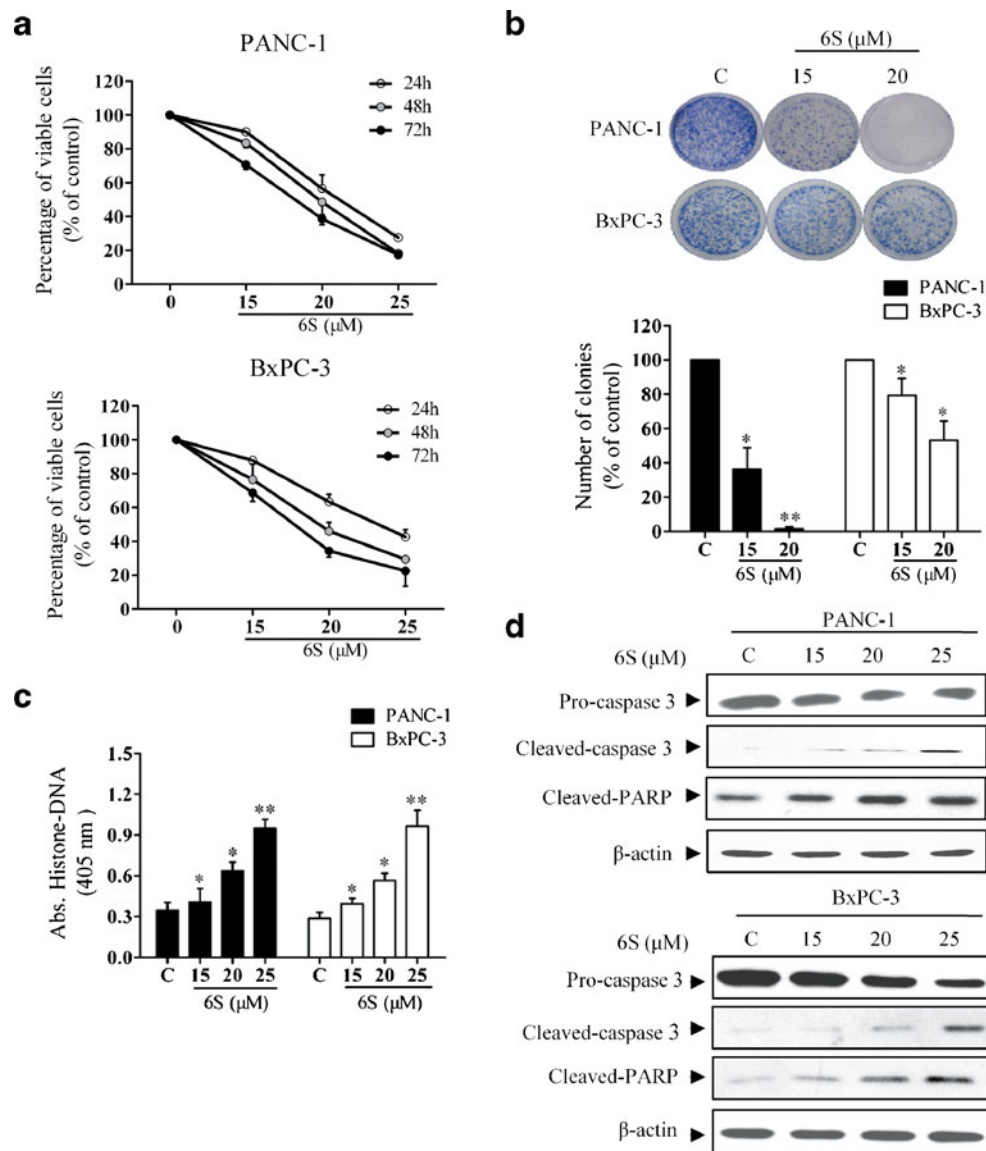 a
PANC-1
Percentage of viable cells
(% of control)
120
100
80
60
40
20
0
24h
48h
72h
0 15 20 25
6S (μM)
BxPC-3
Percentage of viable cells
(% of control)
120
100
80
60
40
20
0
24h
48h
72h
0 15 20 25
6S (μM)
b
6S (μM)
C 15 20
PANC-1
BxPC-3
PANC-1
BxPC-3
Number of clonies
(% of control)
120
100
80
60
40
20
0
*
**
*
*
C 15 20 C 15 20
6S (μM) 6S (μM)
c
PANC-1
BxPC-3
Abs. Histone-DNA
(405 nm)
1.5
1.2
0.9
0.6
0.3
0.0
*
*
**
*
*
**
C 15 20 25 C 15 20 25
6S (μM) 6S (μM)
d
PANC-1
6S (μM) C 15 20 25
Pro-caspase 3
Cleaved-caspase 3
Cleaved-PARP
β-actin
BxPC-3
6S (μM) C 15 20 25
Pro-caspase 3
Cleaved-caspase 3
Cleaved-PARP
β-actin